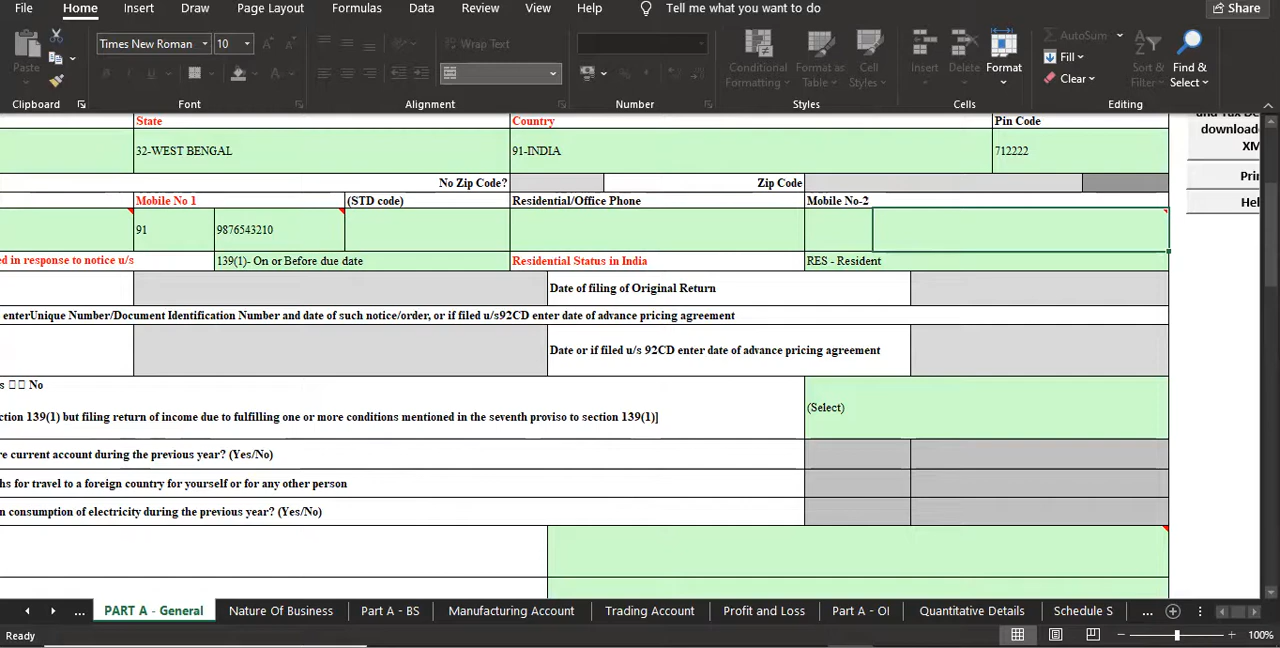 File Home Insert Draw Page Layout Formulas Data Review View Help Tell me what you want to do Share
Times New Roman 10 Wrap Text AutoSum
Paste Conditional Format as Cell Insert Delete Format Fill Sort & Find &
Formatting Table Styles Clear Filter Select
Clipboard Font Alignment Number Styles Cells Editing
State Country Pin Code
32-WEST BENGAL 91-INDIA 712222
No Zip Code? Zip Code
Mobile No 1 (STD code) Residential/Office Phone Mobile No-2
91 9876543210
ed in response to notice u/s 139(1)- On or Before due date Residential Status in India RES - Resident
Date of filing of Original Return
enterUnique Number/Document Identification Number and date of such notice/order, or if filed u/s92CD enter date of advance pricing agreement
Date or if filed u/s 92CD enter date of advance pricing agreement
s No
ction 139(1) but filing return of income due to fulfilling one or more conditions mentioned in the seventh proviso to section 139(1)] (Select)
re current account during the previous year? (Yes/No)
hs for travel to a foreign country for yourself or for any other person
n consumption of electricity during the previous year? (Yes/No)
download
XM
Prin
Hel
... PART A - General Nature Of Business Part A - BS Manufacturing Account Trading Account Profit and Loss Part A - OI Quantitative Details Schedule S ...
Ready 100%